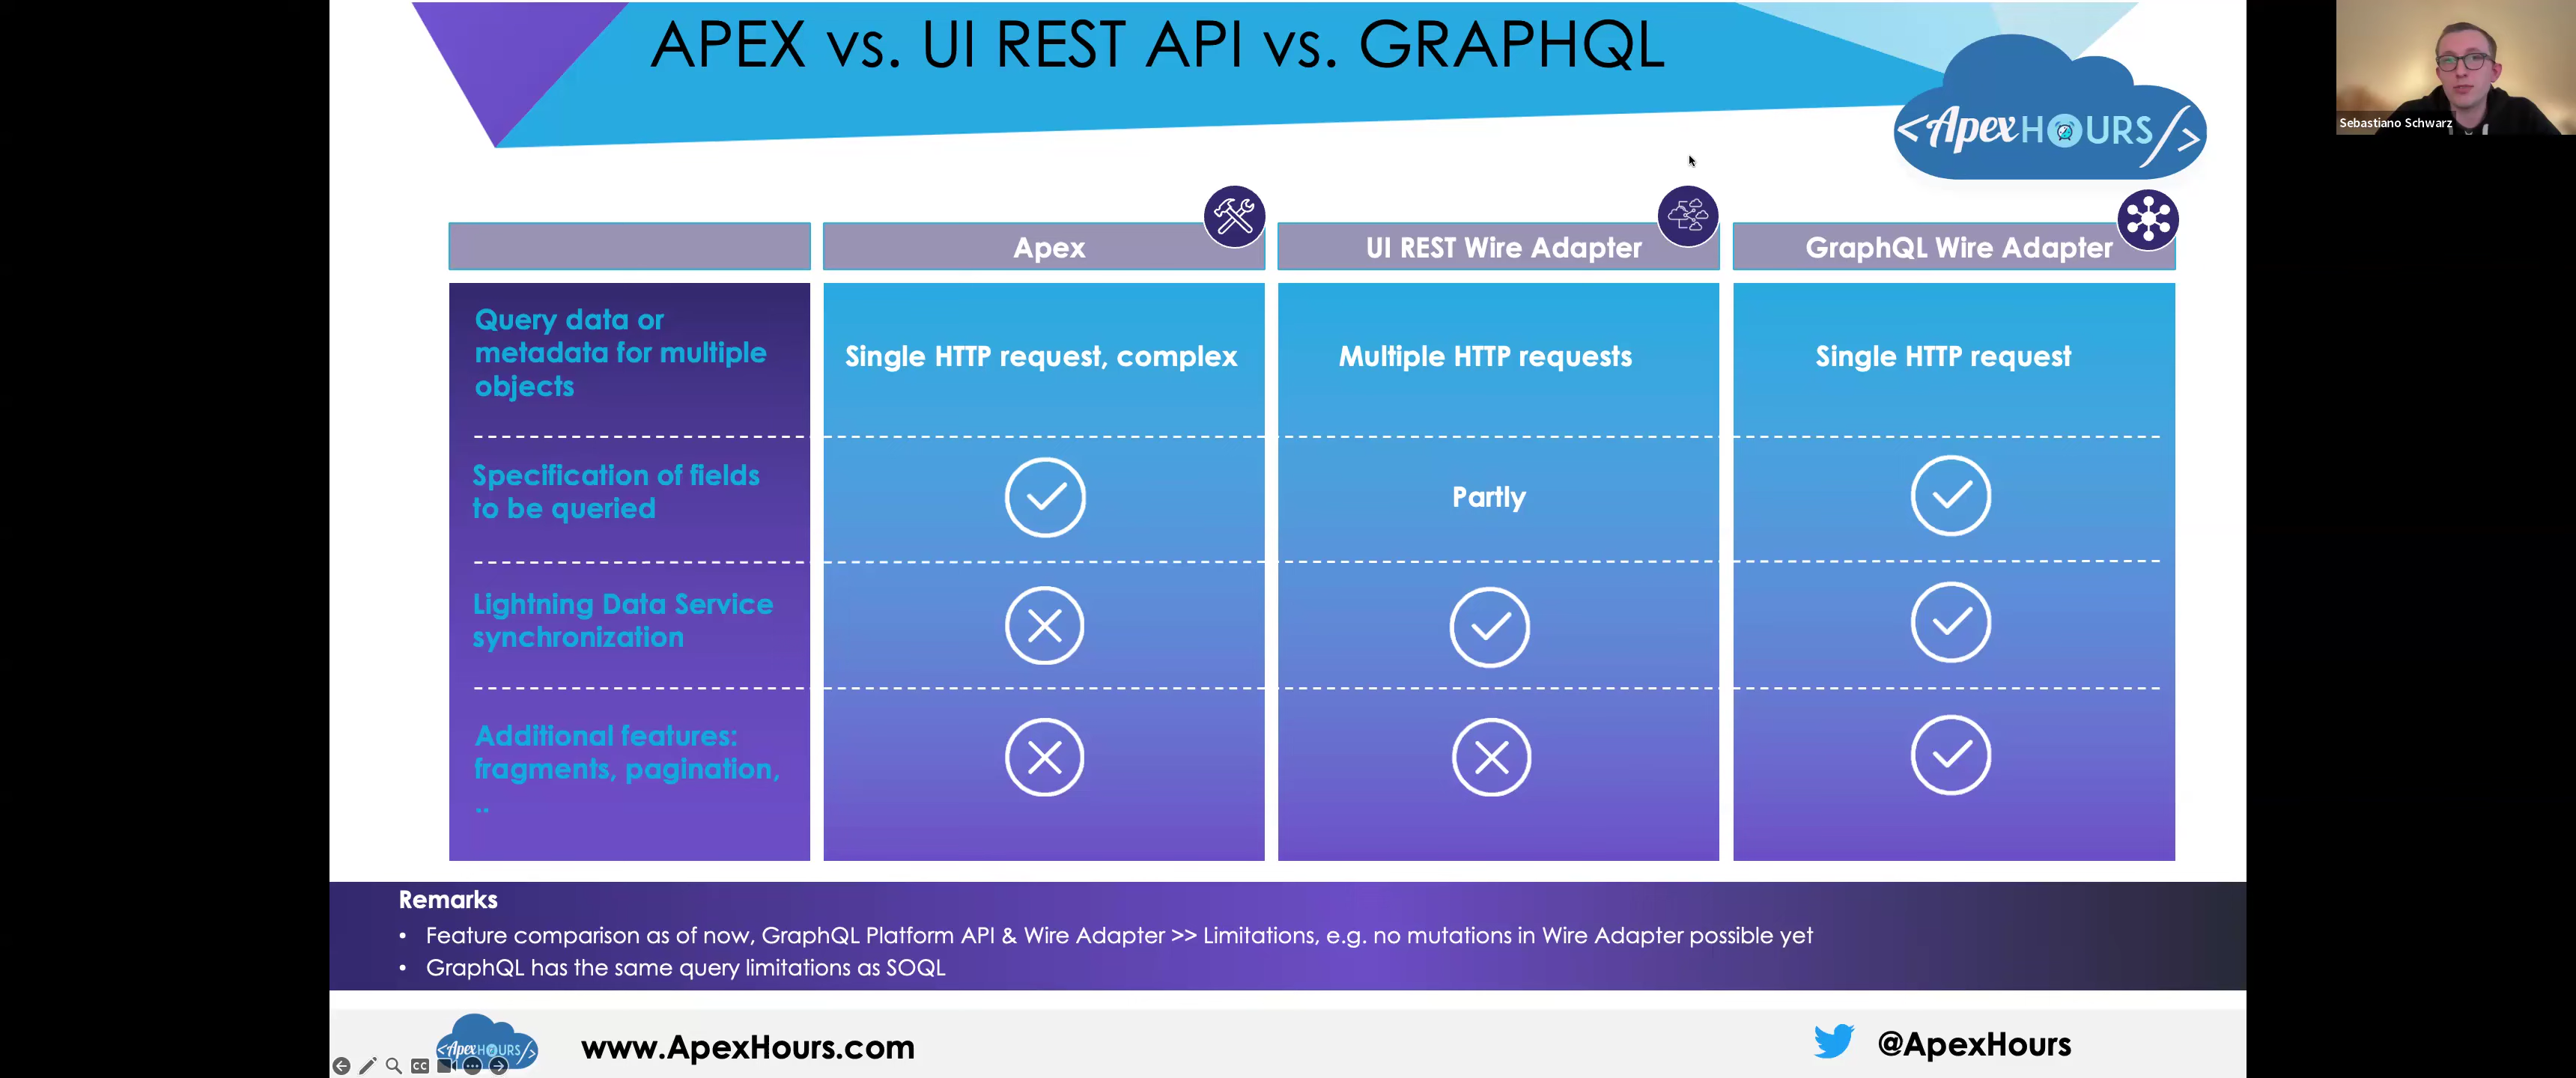 APEX vs. UI REST API vs. GRAPHQL
<ApexHOURS/>
Sebastiano Schwarz
Apex
UI REST Wire Adapter
GraphQL Wire Adapter
Query data or
metadata for multiple
objects
Single HTTP request, complex
Multiple HTTP requests
Single HTTP request
Specification of fields
to be queried
Partly
Lightning Data Service
synchronization
Additional features:
fragments, pagination,
..
Remarks
• Feature comparison as of now, GraphQL Platform API & Wire Adapter >> Limitations, e.g. no mutations in Wire Adapter possible yet
• GraphQL has the same query limitations as SOQL
<ApexHOURS/>
www.ApexHours.com
@ApexHours
CC